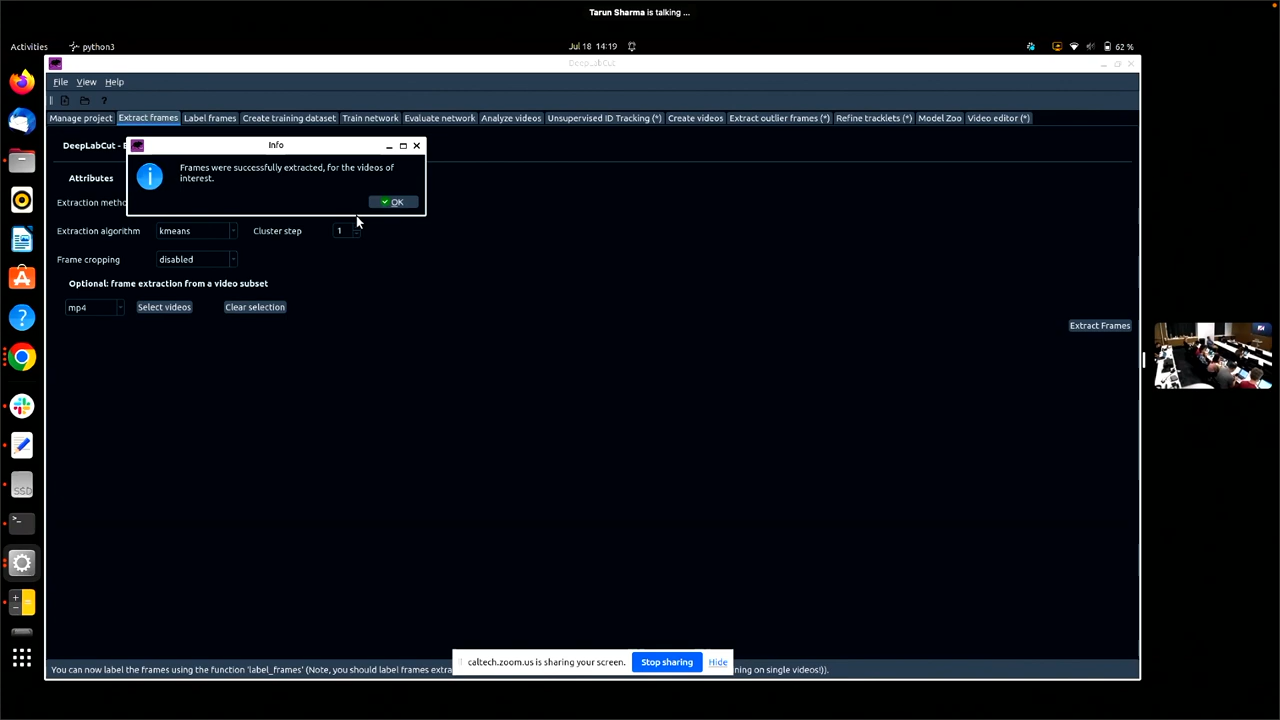 Tarun Sharma is talking ...
Activities
python3
Jul 18 14:19
62 %
DeepLabCut
File View Help
?
Manage project Extract frames Label frames Create training dataset Train network Evaluate network Analyze videos Unsupervised ID Tracking (*) Create videos Extract outlier frames (*) Refine tracklets (*) Model Zoo Video editor (*)
DeepLabCut - E
Info
Frames were successfully extracted, for the videos of
interest.
OK
Attributes
Extraction metho
Extraction algorithm kmeans Cluster step 1
Frame cropping disabled
Optional: frame extraction from a video subset
mp4 Select videos Clear selection
Extract Frames
SSD
caltech.zoom.us is sharing your screen. Stop sharing Hide
You can now label the frames using the function 'label_frames' (Note, you should label frames extra
ning on single videos!)).